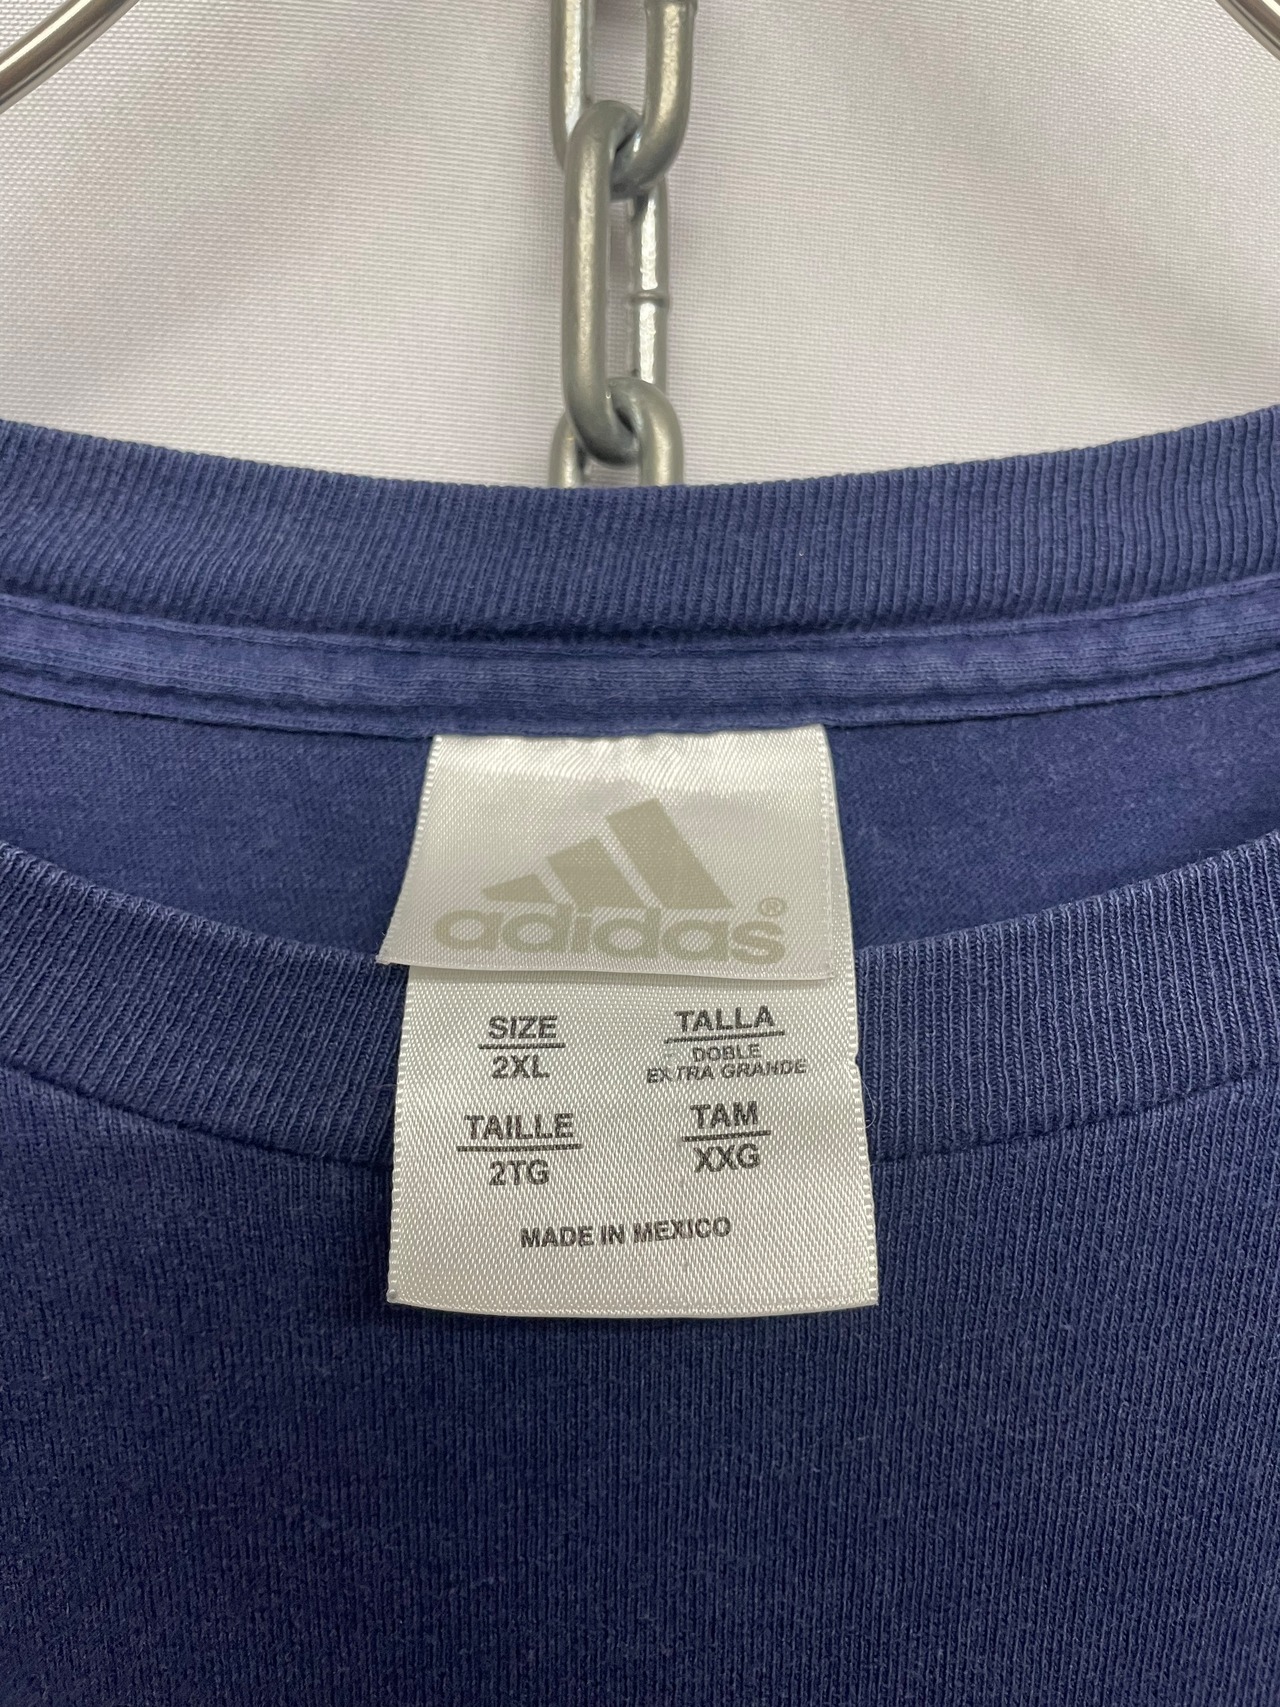 adidas®
SIZE
2XL
TALLA
DOBLE
EXTRA GRANDE
TAILLE
2TG
TAM
XXG
MADE IN MEXICO